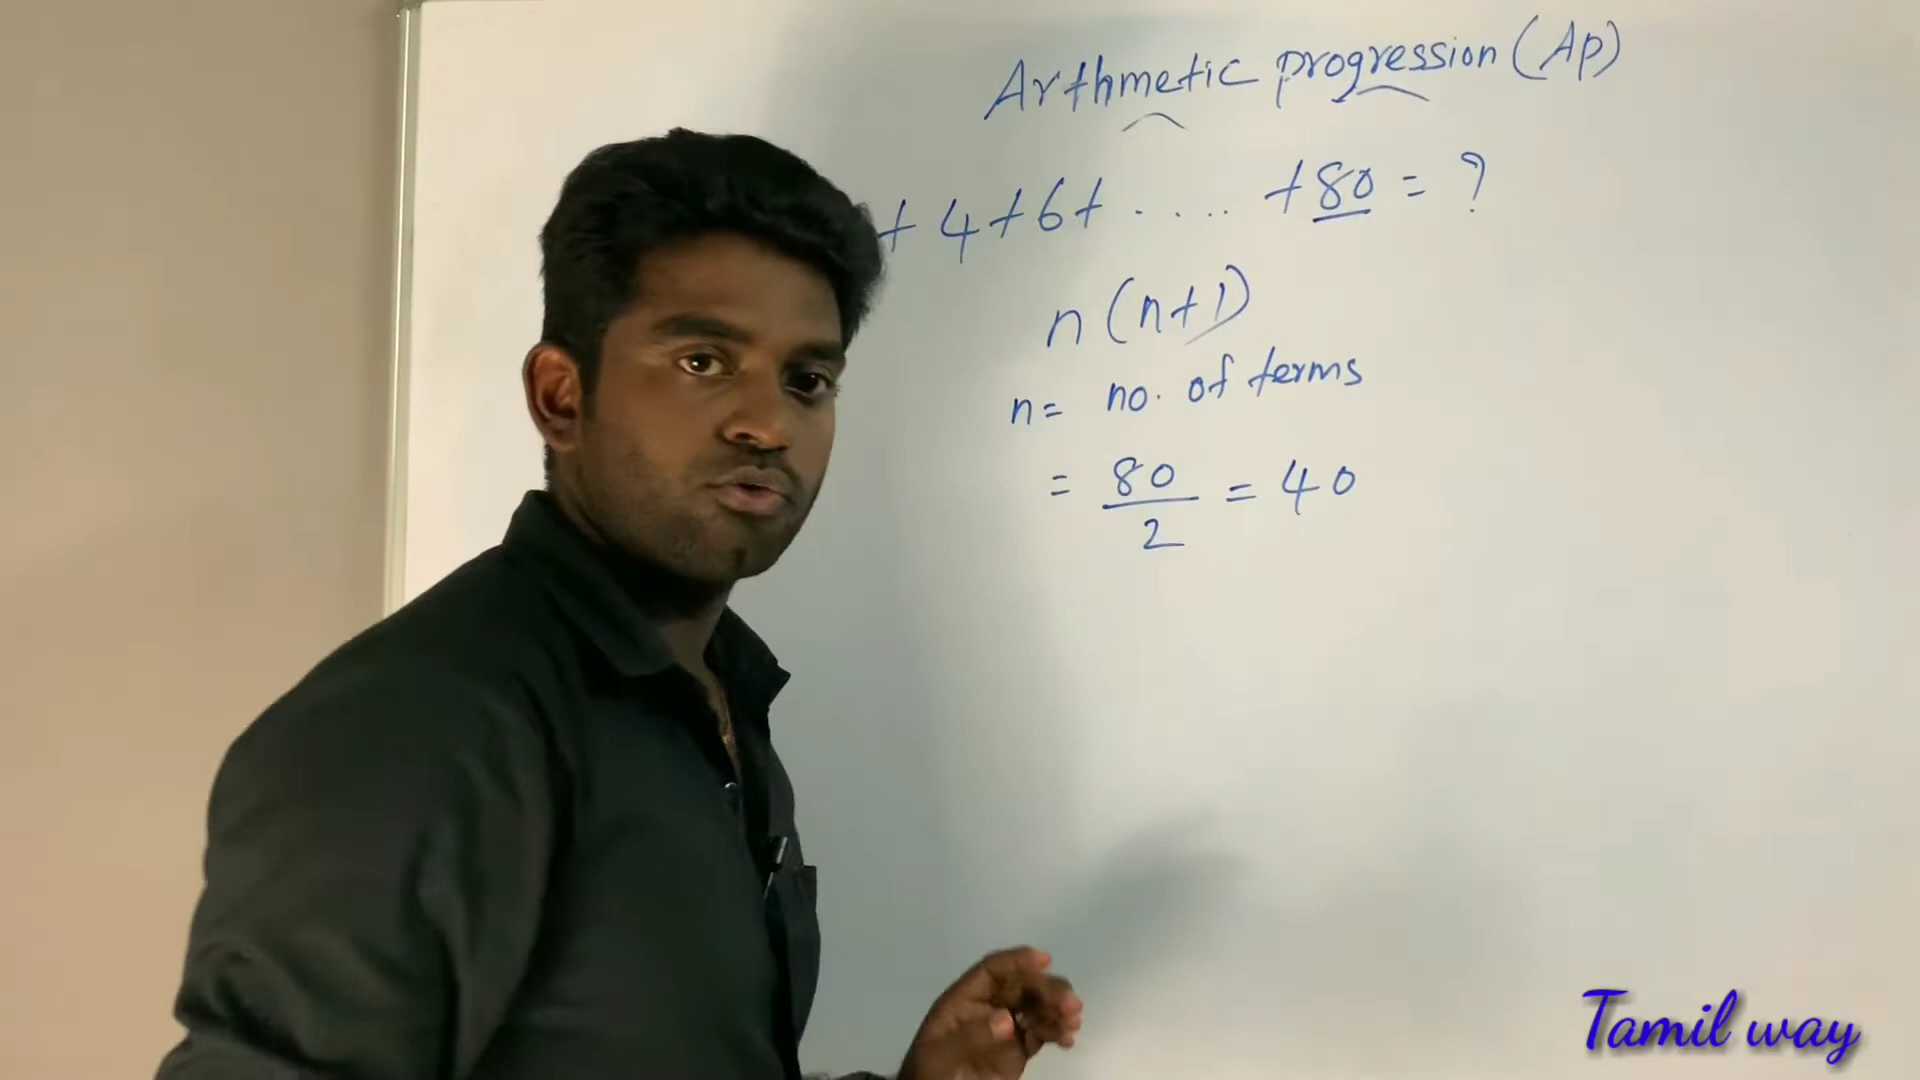 Arthmetic progression (Ap)
+ 4 + 6 + ..... + 80 = ?
n (n+1)
n = no. of terms
= 80/2 = 40
Tamil way